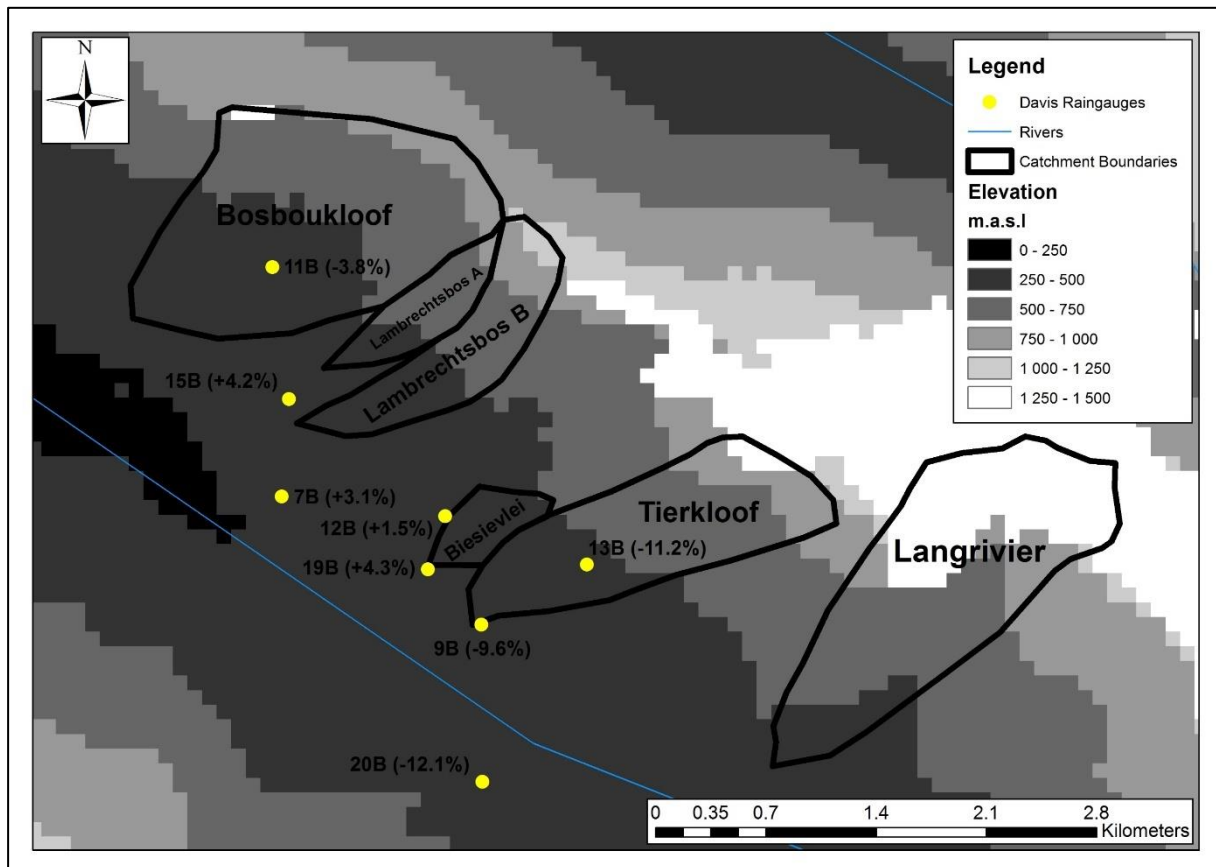 N
Legend
Davis Raingauges
Rivers
Catchment Boundaries
Elevation
m.a.s.l
0 - 250
250 - 500
500 - 750
750 - 1 000
1 000 - 1 250
1 250 - 1 500
Bosboukloof
11B (-3.8%)
Lambrechtsbos A
Lambrechtsbos B
15B (+4.2%)
7B (+3.1%)
12B (+1.5%)
Biesievlei
Tierkloof
13B (-11.2%)
19B (+4.3%)
Langrivier
9B (-9.6%)
20B (-12.1%)
0 0.35 0.7 1.4 2.1 2.8
Kilometers